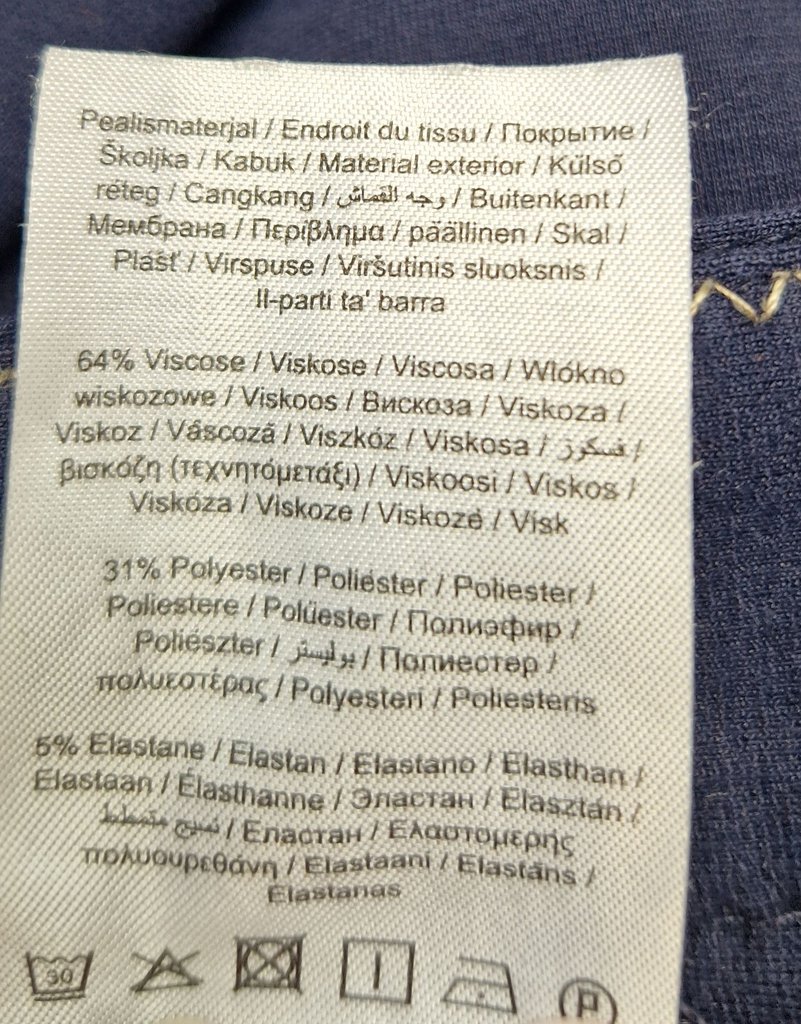 Pealismaterjal / Endroit du tissu / Покрытие /
Školjka / Kabuk / Material exterior / Külső
réteg / Cangkang / وجه القماش / Buitenkant /
Мембрана / Περίβλημα / päällinen / Skal /
Plášť / Virspuse / Viršutinis sluoksnis /
Il-parti ta' barra
64% Viscose / Viskose / Viscosa / Wlókno
wiskozowe / Viskoos / Вискоза / Viskoza /
Viskoz / Vâscoză / Viszkóz / Viskosa / فسكوز /
βισκόζη (τεχνητόμετάξι) / Viskoosi / Viskos /
Viskóza / Viskoze / Viskozė / Visk
31% Polyester / Poliéster / Poliester /
Poliestere / Polüester / Полиэфир /
Poliészter / بوليستر / Полиестер /
πολυεστέρας / Polyesteri / Poliesteris
5% Elastane / Elastan / Elastano / Elasthan /
Elastaan / Élasthanne / Эластан / Elasztán /
نسيج متمطط / Еластан / Ελαστομερής
πολυουρεθάνη / Elastaani / Elastāns /
Elastanas
30 P